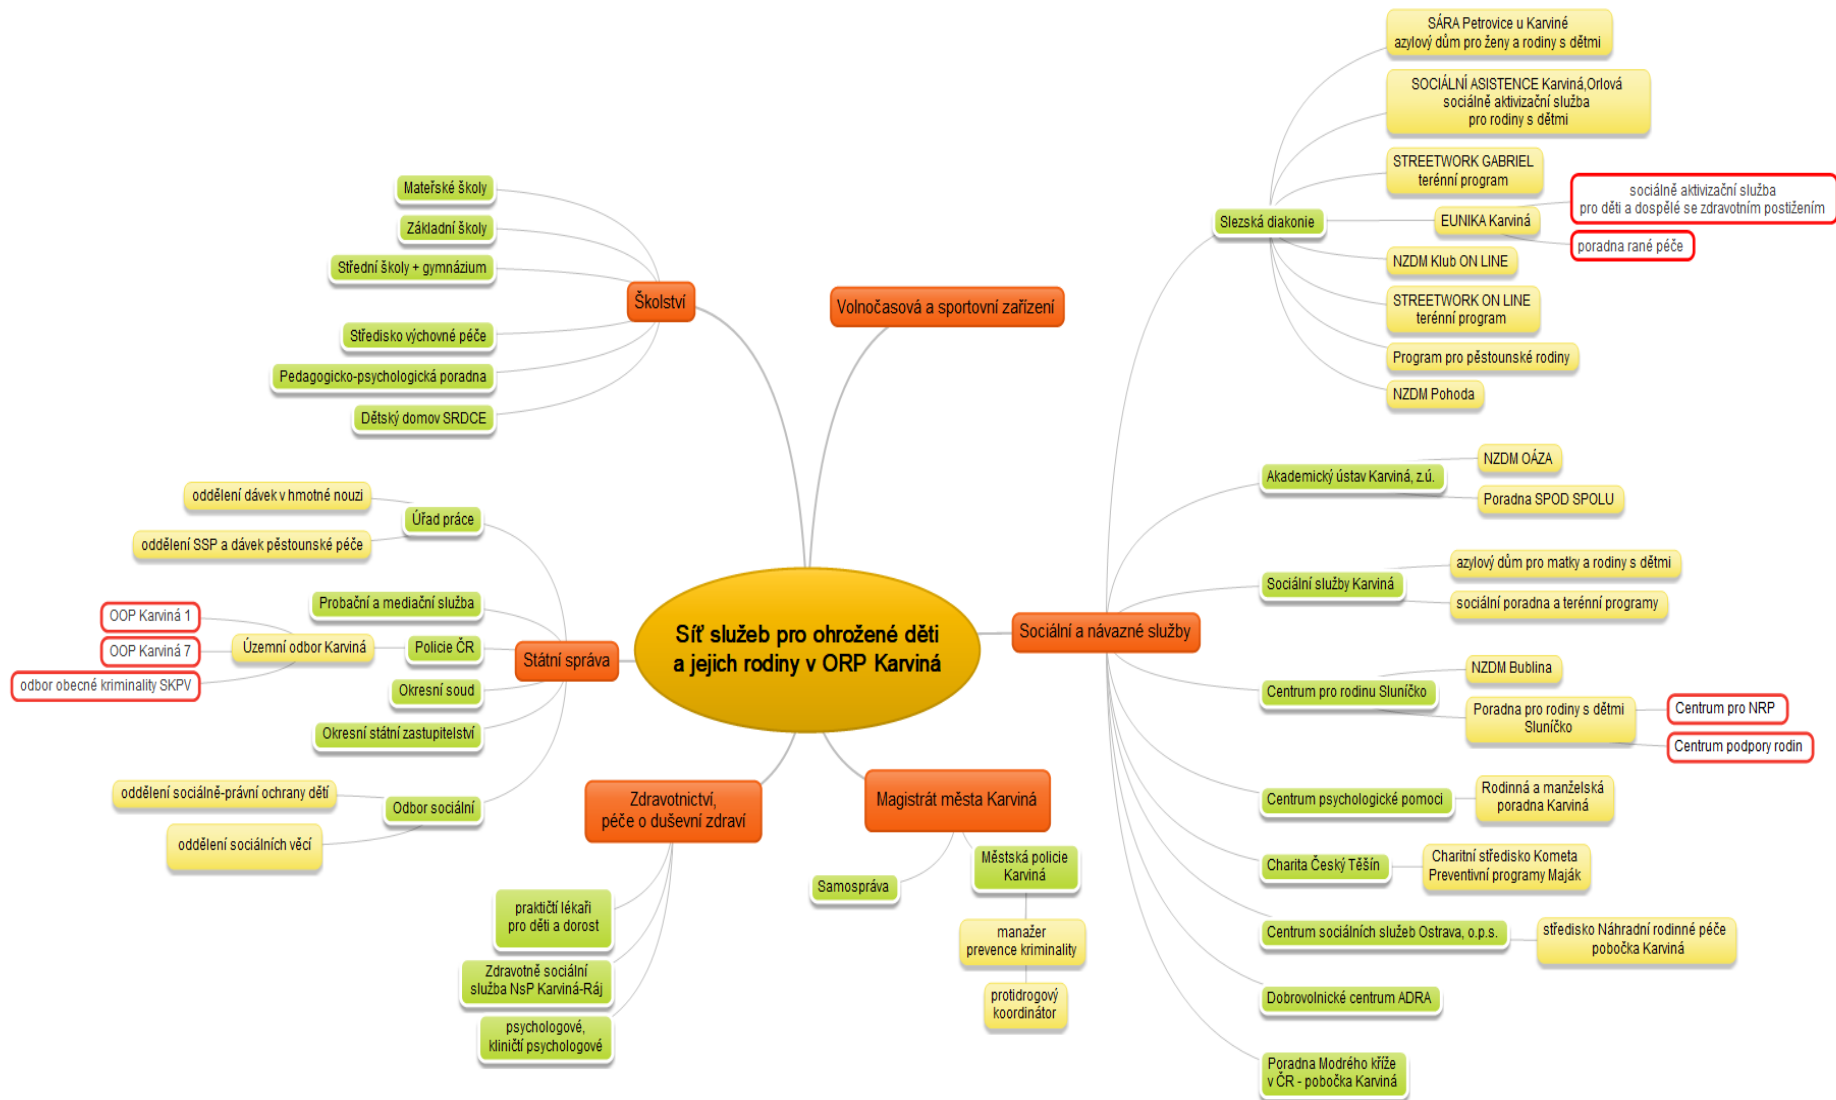 Síť služeb pro ohrožené děti
a jejich rodiny v ORP Karviná
Školství
Mateřské školy
Základní školy
Střední školy + gymnázium
Středisko výchovné péče
Pedagogicko-psychologická poradna
Dětský domov SRDCE
Volnočasová a sportovní zařízení
Státní správa
Úřad práce
oddělení dávek v hmotné nouzi
oddělení SSP a dávek pěstounské péče
Probační a mediační služba
Policie ČR
Územní odbor Karviná
OOP Karviná 1
OOP Karviná 7
odbor obecné kriminality SKPV
Okresní soud
Okresní státní zastupitelství
Odbor sociální
oddělení sociálně-právní ochrany dětí
oddělení sociálních věcí
Zdravotnictví,
péče o duševní zdraví
praktičtí lékaři
pro děti a dorost
Zdravotně sociální
služba NsP Karviná-Ráj
psychologové,
kliničtí psychologové
Magistrát města Karviná
Samospráva
Městská policie
Karviná
manažer
prevence kriminality
protidrogový
koordinátor
Sociální a návazné služby
Slezská diakonie
SÁRA Petrovice u Karviné
azylový dům pro ženy a rodiny s dětmi
SOCIÁLNÍ ASISTENCE Karviná,Orlová
sociálně aktivizační služba
pro rodiny s dětmi
STREETWORK GABRIEL
terénní program
EUNIKA Karviná
sociálně aktivizační služba
pro děti a dospělé se zdravotním postižením
poradna rané péče
NZDM Klub ON LINE
STREETWORK ON LINE
terénní program
Program pro pěstounské rodiny
NZDM Pohoda
Akademický ústav Karviná, z.ú.
NZDM OÁZA
Poradna SPOD SPOLU
Sociální služby Karviná
azylový dům pro matky a rodiny s dětmi
sociální poradna a terénní programy
Centrum pro rodinu Sluníčko
NZDM Bublina
Poradna pro rodiny s dětmi
Sluníčko
Centrum pro NRP
Centrum podpory rodin
Centrum psychologické pomoci
Rodinná a manželská
poradna Karviná
Charita Český Těšín
Charitní středisko Kometa
Preventivní programy Maják
Centrum sociálních služeb Ostrava, o.p.s.
středisko Náhradní rodinné péče
pobočka Karviná
Dobrovolnické centrum ADRA
Poradna Modrého kříže
v ČR - pobočka Karviná